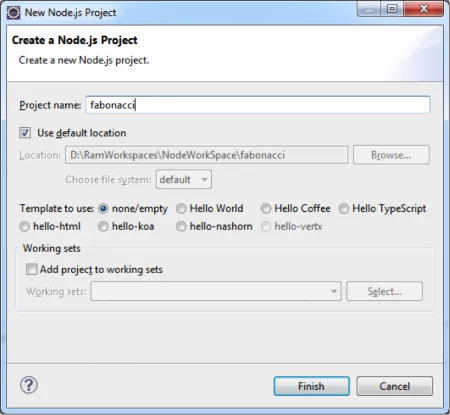 New Node.js Project
Create a Node.js Project
Create a new Node.js project.
Project name: fabonacci
Use default location
Location: D:\RamWorkspaces\NodeWorkSpace\fabonacci Browse...
Choose file system: default
Template to use: none/empty Hello World Hello Coffee Hello TypeScript
hello-html hello-koa hello-nashorn hello-vertx
Working sets
Add project to working sets
Working sets: Select...
? Finish Cancel